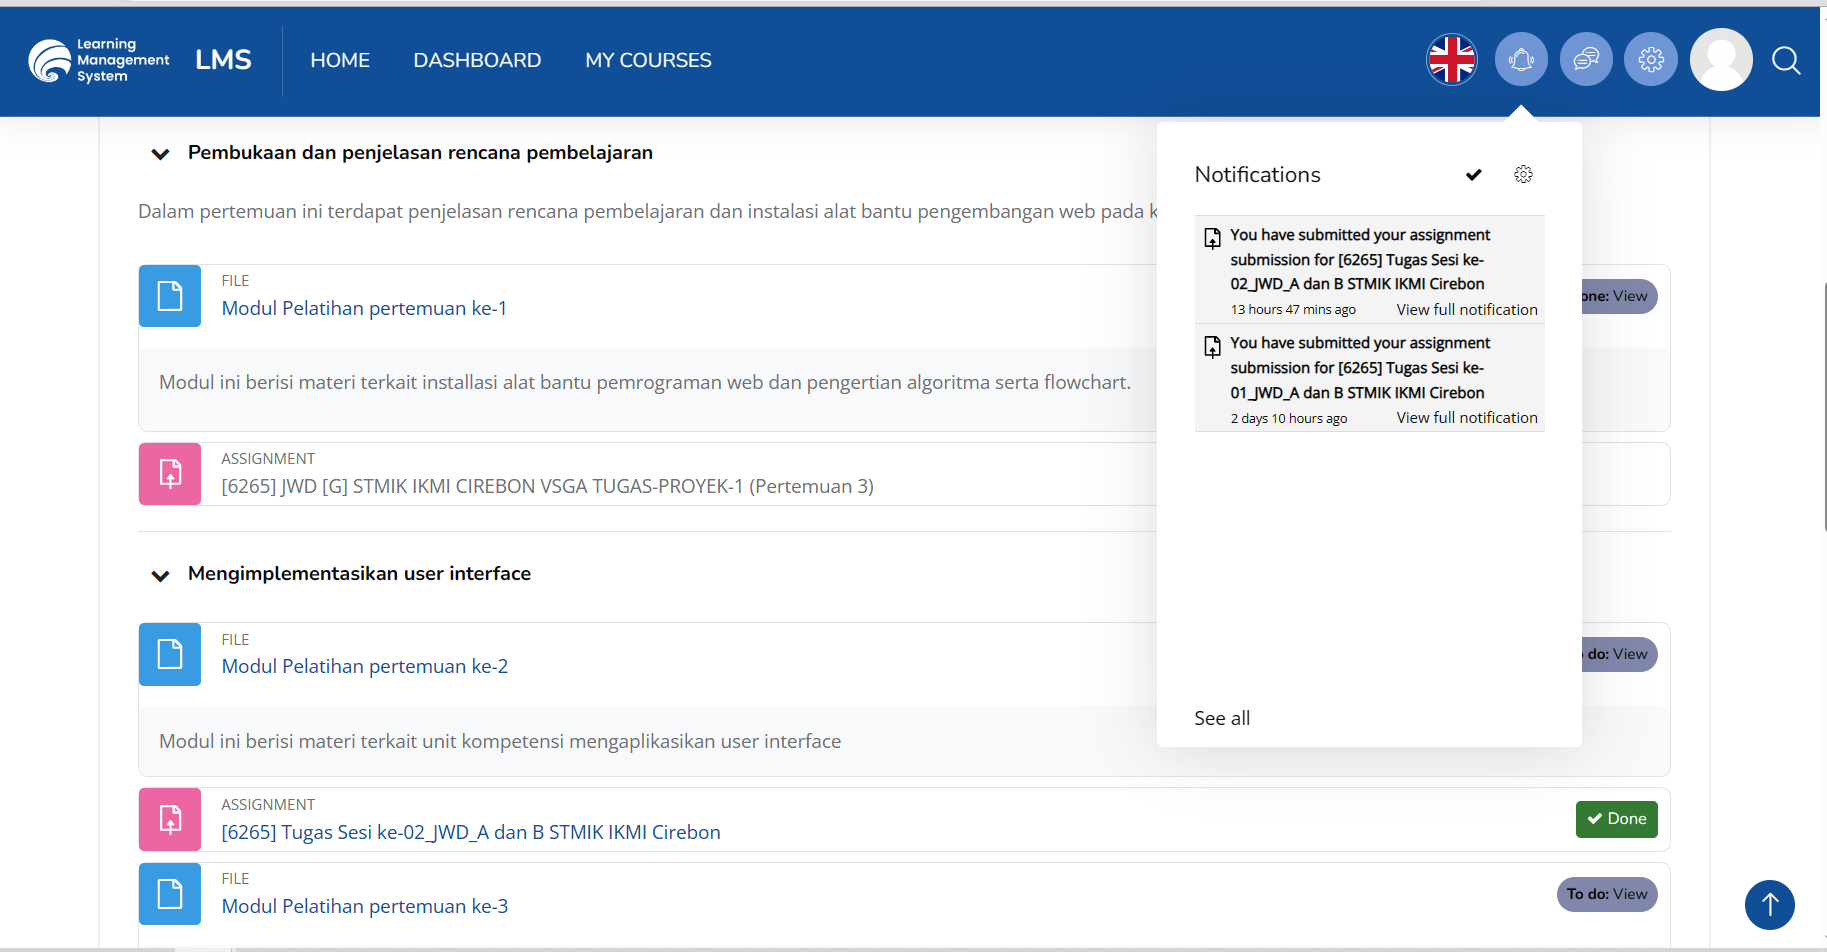 Learning
Management
System
LMS
HOME
DASHBOARD
MY COURSES
Pembukaan dan penjelasan rencana pembelajaran
Dalam pertemuan ini terdapat penjelasan rencana pembelajaran dan instalasi alat bantu pengembangan web pada k
FILE
Modul Pelatihan pertemuan ke-1
one: View
Modul ini berisi materi terkait installasi alat bantu pemrograman web dan pengertian algoritma serta flowchart.
ASSIGNMENT
[6265] JWD [G] STMIK IKMI CIREBON VSGA TUGAS-PROYEK-1 (Pertemuan 3)
Mengimplementasikan user interface
FILE
Modul Pelatihan pertemuan ke-2
do: View
Modul ini berisi materi terkait unit kompetensi mengaplikasikan user interface
ASSIGNMENT
[6265] Tugas Sesi ke-02_JWD_A dan B STMIK IKMI Cirebon
Done
FILE
Modul Pelatihan pertemuan ke-3
To do: View
Notifications
You have submitted your assignment
submission for [6265] Tugas Sesi ke-
02_JWD_A dan B STMIK IKMI Cirebon
13 hours 47 mins ago
View full notification
You have submitted your assignment
submission for [6265] Tugas Sesi ke-
01_JWD_A dan B STMIK IKMI Cirebon
2 days 10 hours ago
View full notification
See all